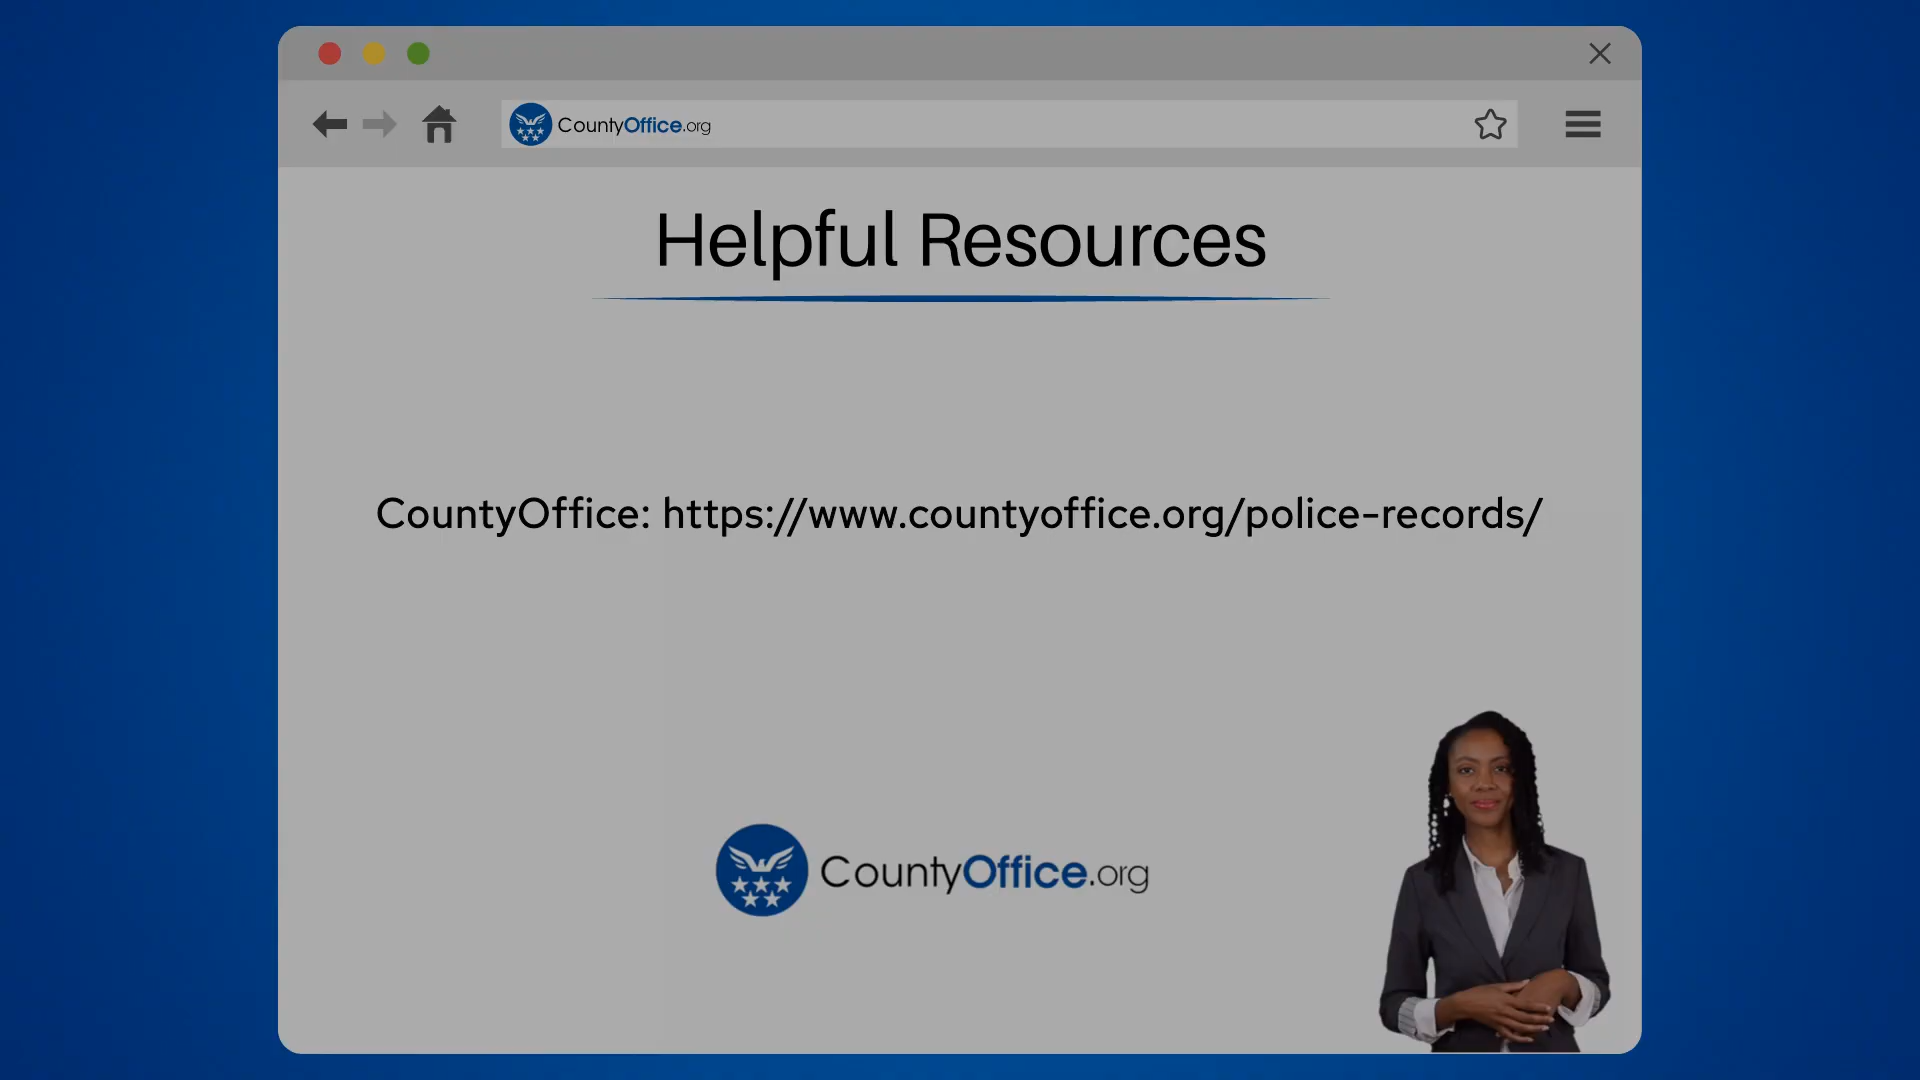 CountyOffice.org
Helpful Resources
CountyOffice: https://www.countyoffice.org/police-records/
CountyOffice.org